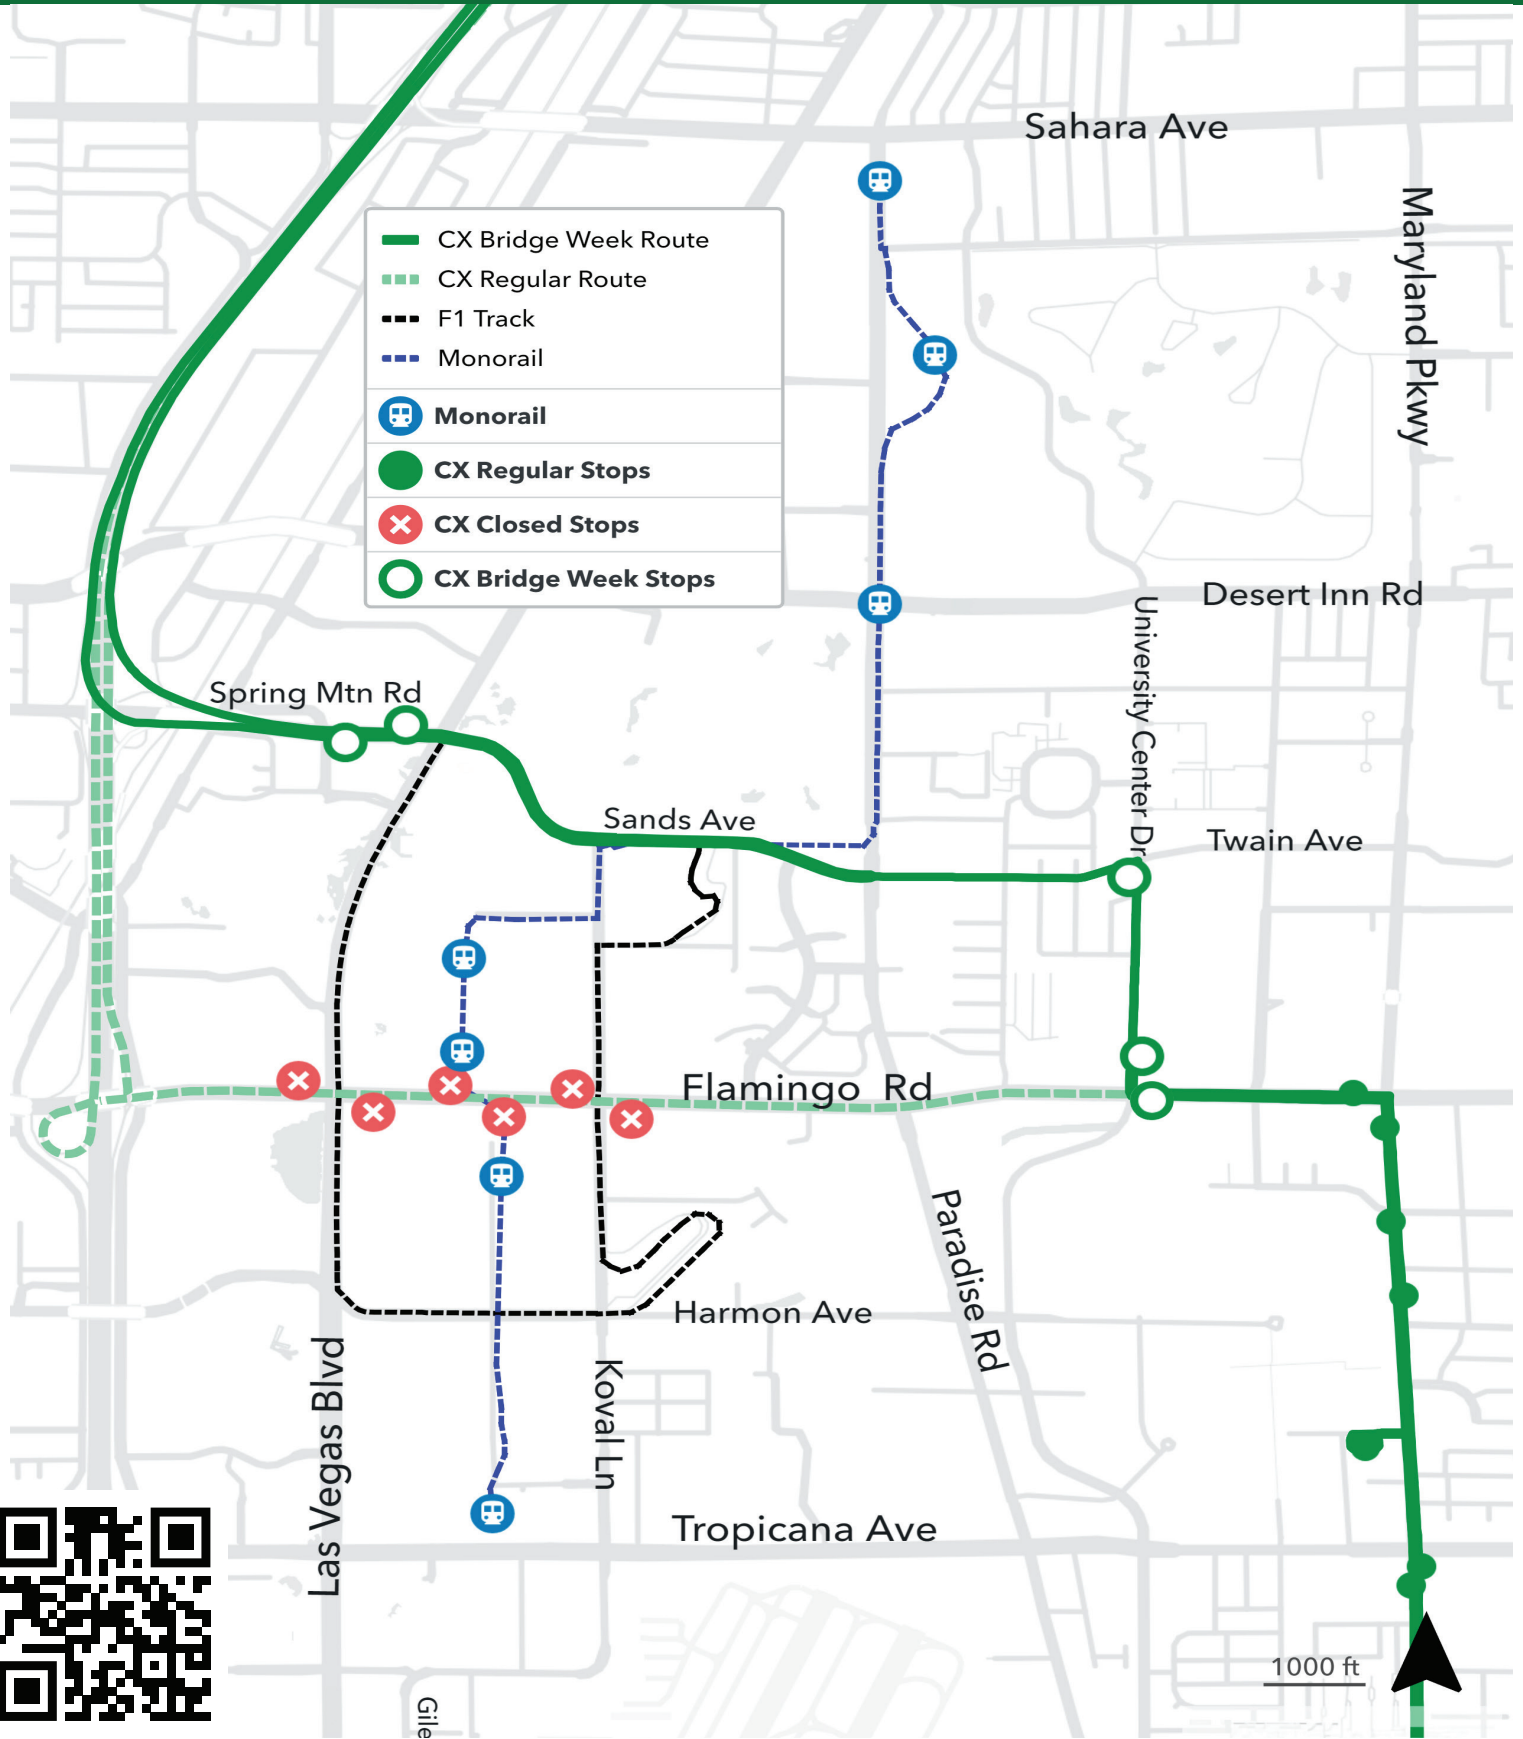 Sahara Ave
Maryland Pkwy
CX Bridge Week Route
CX Regular Route
F1 Track
Monorail
Monorail
CX Regular Stops
CX Closed Stops
CX Bridge Week Stops
Desert Inn Rd
University Center Dr
Spring Mtn Rd
Sands Ave
Twain Ave
Flamingo Rd
Paradise Rd
Harmon Ave
Las Vegas Blvd
Koval Ln
Tropicana Ave
1000 ft
Gile